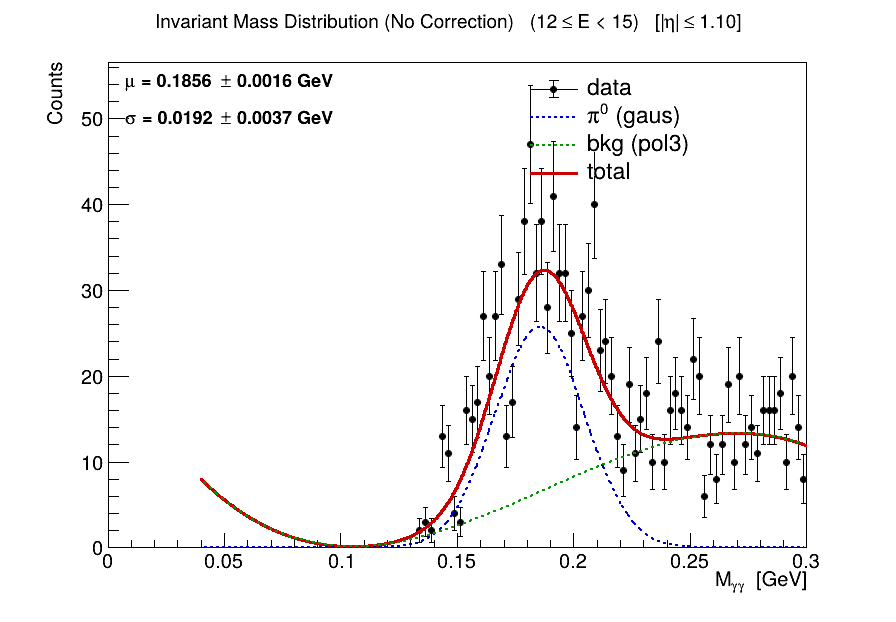 Invariant Mass Distribution (No Correction) (12 ≤ E < 15) [|η| ≤ 1.10]
Counts
μ = 0.1856 ± 0.0016 GeV
σ = 0.0192 ± 0.0037 GeV
data
π⁰ (gaus)
bkg (pol3)
total
50
40
30
20
10
0
0 0.05 0.1 0.15 0.2 0.25 0.3
Mγγ [GeV]